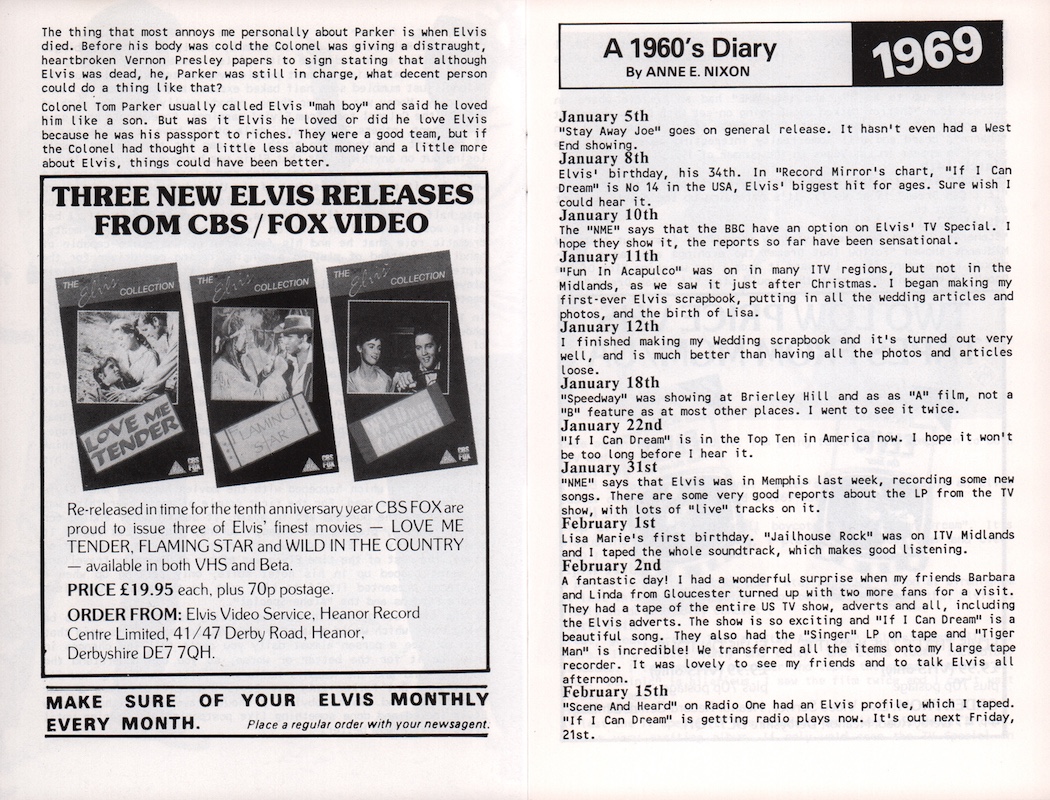 The thing that most annoys me personally about Parker is when Elvis
died. Before his body was cold the Colonel was giving a distraught,
heartbroken Vernon Presley papers to sign stating that although
Elvis was dead, he, Parker was still in charge, what decent person
could do a thing like that?
Colonel Tom Parker usually called Elvis "mah boy" and said he loved
him like a son. But was it Elvis he loved or did he love Elvis
because he was his passport to riches. They were a good team, but if
the Colonel had thought a little less about money and a little more
about Elvis, things could have been better.
THREE NEW ELVIS RELEASES
FROM CBS/FOX VIDEO
THE Elvis COLLECTION
LOVE ME
TENDER
CBS
FOX
THE Elvis COLLECTION
FLAMING
STAR
CBS
FOX
THE Elvis COLLECTION
CBS
FOX
Re-released in time for the tenth anniversary year CBS FOX are
proud to issue three of Elvis' finest movies — LOVE ME
TENDER, FLAMING STAR and WILD IN THE COUNTRY
— available in both VHS and Beta.
PRICE £19.95 each, plus 70p postage.
ORDER FROM: Elvis Video Service, Heanor Record
Centre Limited, 41/47 Derby Road, Heanor,
Derbyshire DE7 7QH.
MAKE SURE OF YOUR ELVIS MONTHLY
EVERY MONTH. Place a regular order with your newsagent.
A 1960's Diary
By ANNE E. NIXON
1969
January 5th
"Stay Away Joe" goes on general release. It hasn't even had a West
End showing.
January 8th
Elvis' birthday, his 34th. In "Record Mirror's chart, "If I Can
Dream" is No 14 in the USA, Elvis' biggest hit for ages. Sure wish I
could hear it.
January 10th
The "NME" says that the BBC have an option on Elvis' TV Special. I
hope they show it, the reports so far have been sensational.
January 11th
"Fun In Acapulco" was on in many ITV regions, but not in the
Midlands, as we saw it just after Christmas. I began making my
first-ever Elvis scrapbook, putting in all the wedding articles and
photos, and the birth of Lisa.
January 12th
I finished making my Wedding scrapbook and it's turned out very
well, and is much better than having all the photos and articles
loose.
January 18th
"Speedway" was showing at Brierley Hill and as as "A" film, not a
"B" feature as at most other places. I went to see it twice.
January 22nd
"If I Can Dream" is in the Top Ten in America now. I hope it won't
be too long before I hear it.
January 31st
"NME" says that Elvis was in Memphis last week, recording some new
songs. There are some very good reports about the LP from the TV
show, with lots of "live" tracks on it.
February 1st
Lisa Marie's first birthday. "Jailhouse Rock" was on ITV Midlands
and I taped the whole soundtrack, which makes good listening.
February 2nd
A fantastic day! I had a wonderful surprise when my friends Barbara
and Linda from Gloucester turned up with two more fans for a visit.
They had a tape of the entire US TV show, adverts and all, including
the Elvis adverts. The show is so exciting and "If I Can Dream" is a
beautiful song. They also had the "Singer" LP on tape and "Tiger
Man" is incredible! We transferred all the items onto my large tape
recorder. It was lovely to see my friends and to talk Elvis all
afternoon.
February 15th
"Scene And Heard" on Radio One had an Elvis profile, which I taped.
"If I Can Dream" is getting radio plays now. It's out next Friday,
21st.